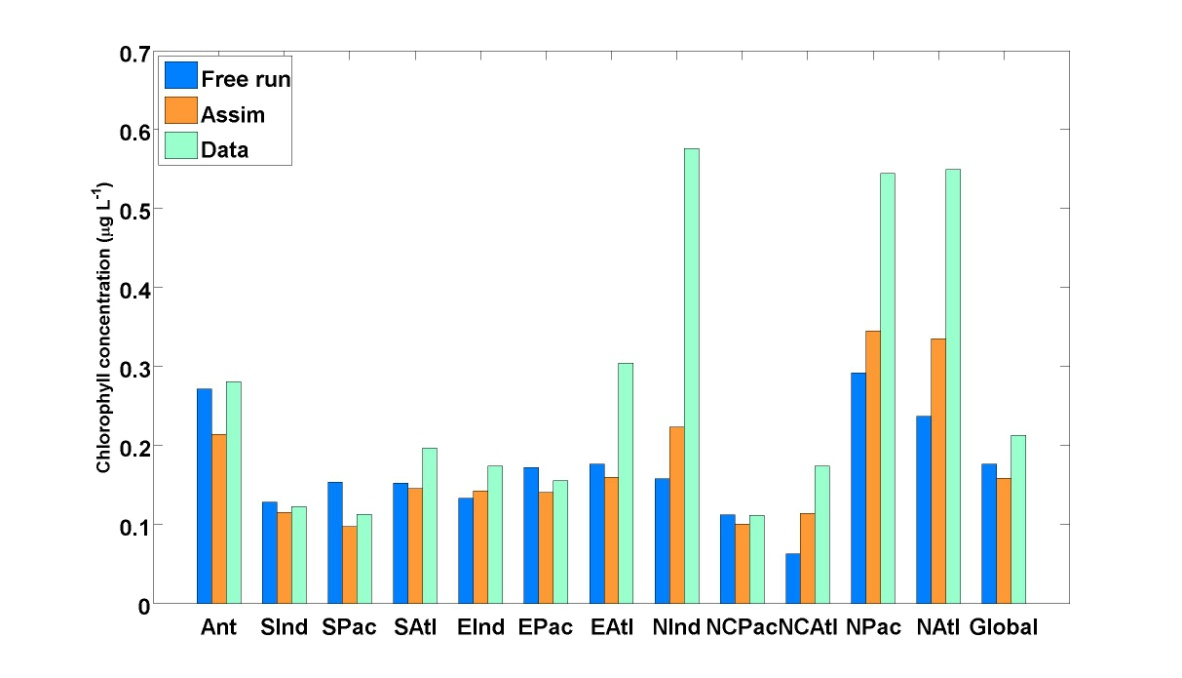 0.7
0.6
0.5
0.4
0.3
0.2
0.1
0
Chlorophyll concentration (µg L⁻¹)
Free run
Assim
Data
Ant SInd SPac SAtl EInd EPac EAtl NInd NCPac NCAtl NPac NAtl Global